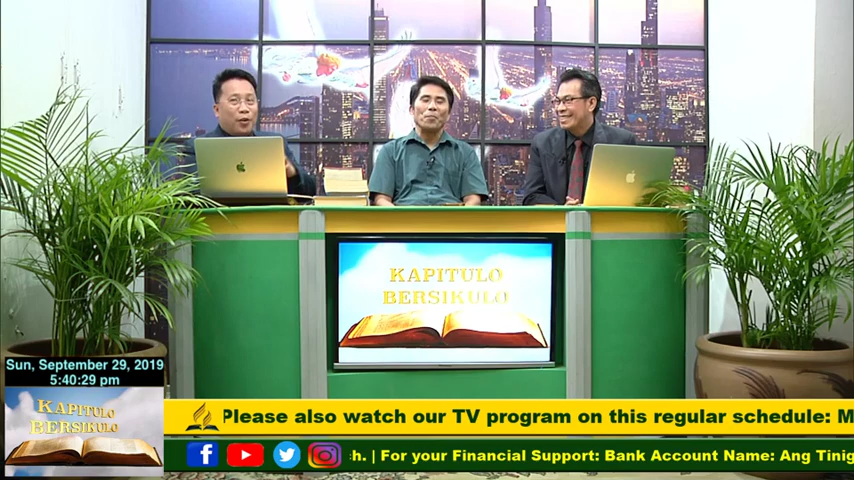 KAPITULO
BERSIKULO
Sun, September 29, 2019
5:40:29 pm
KAPITULO
BERSIKULO
Please also watch our TV program on this regular schedule: M
h. | For your Financial Support: Bank Account Name: Ang Tinig